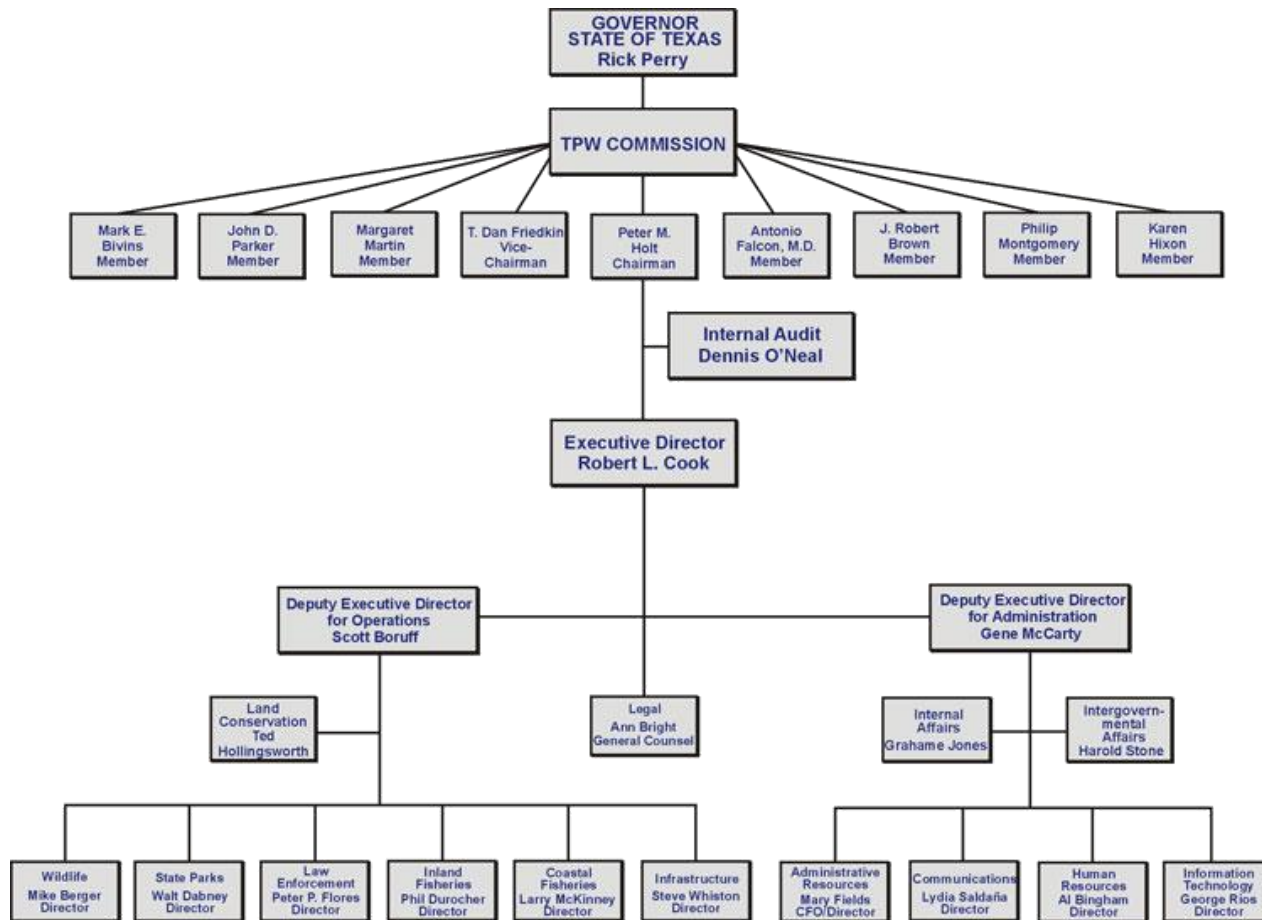 GOVERNOR
STATE OF TEXAS
Rick Perry
TPW COMMISSION
Mark E.
Bivins
Member
John D.
Parker
Member
Margaret
Martin
Member
T. Dan Friedkin
Vice-
Chairman
Peter M.
Holt
Chairman
Antonio
Falcon, M.D.
Member
J. Robert
Brown
Member
Philip
Montgomery
Member
Karen
Hixon
Member
Internal Audit
Dennis O'Neal
Executive Director
Robert L. Cook
Deputy Executive Director
for Operations
Scott Boruff
Deputy Executive Director
for Administration
Gene McCarty
Land
Conservation
Ted
Hollingsworth
Legal
Ann Bright
General Counsel
Internal
Affairs
Grahame Jones
Intergovern-
mental
Affairs
Harold Stone
Wildlife
Mike Berger
Director
State Parks
Walt Dabney
Director
Law
Enforcement
Peter P. Flores
Director
Inland
Fisheries
Phil Durocher
Director
Coastal
Fisheries
Larry McKinney
Director
Infrastructure
Steve Whiston
Director
Administrative
Resources
Mary Fields
CFO/Director
Communications
Lydia Saldaña
Director
Human
Resources
Al Bingham
Director
Information
Technology
George Rios
Director